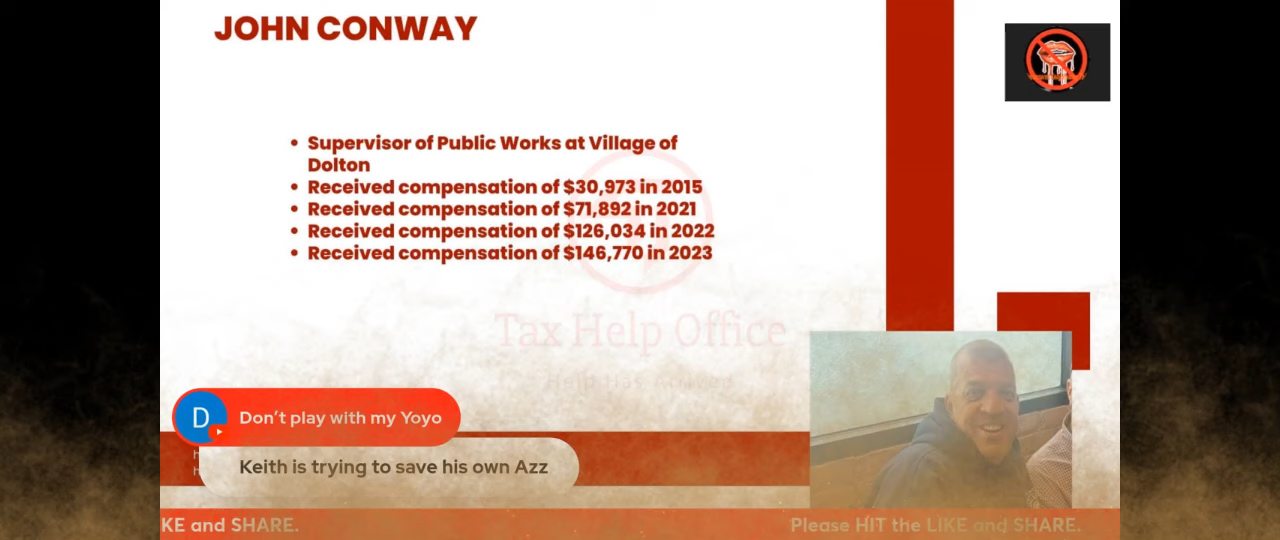 JOHN CONWAY
• Supervisor of Public Works at Village of
Dolton
• Received compensation of $30,973 in 2015
• Received compensation of $71,892 in 2021
• Received compensation of $126,034 in 2022
• Received compensation of $146,770 in 2023
Tax Help Office
Help Has Arrived
D
Don't play with my Yoyo
Keith is trying to save his own Azz
KE and SHARE.
Please HIT the LIKE and SHARE.